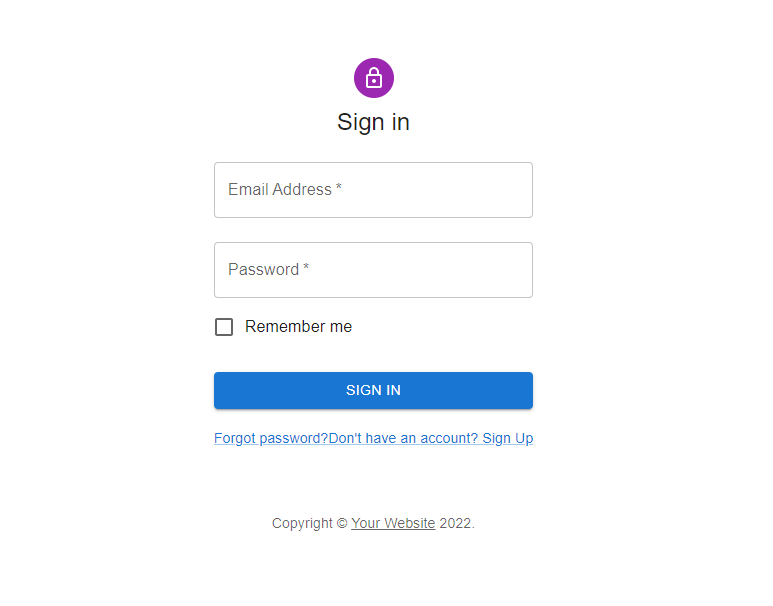 Sign in
Email Address *
Password *
Remember me
SIGN IN
Forgot password?Don't have an account? Sign Up
Copyright © Your Website 2022.